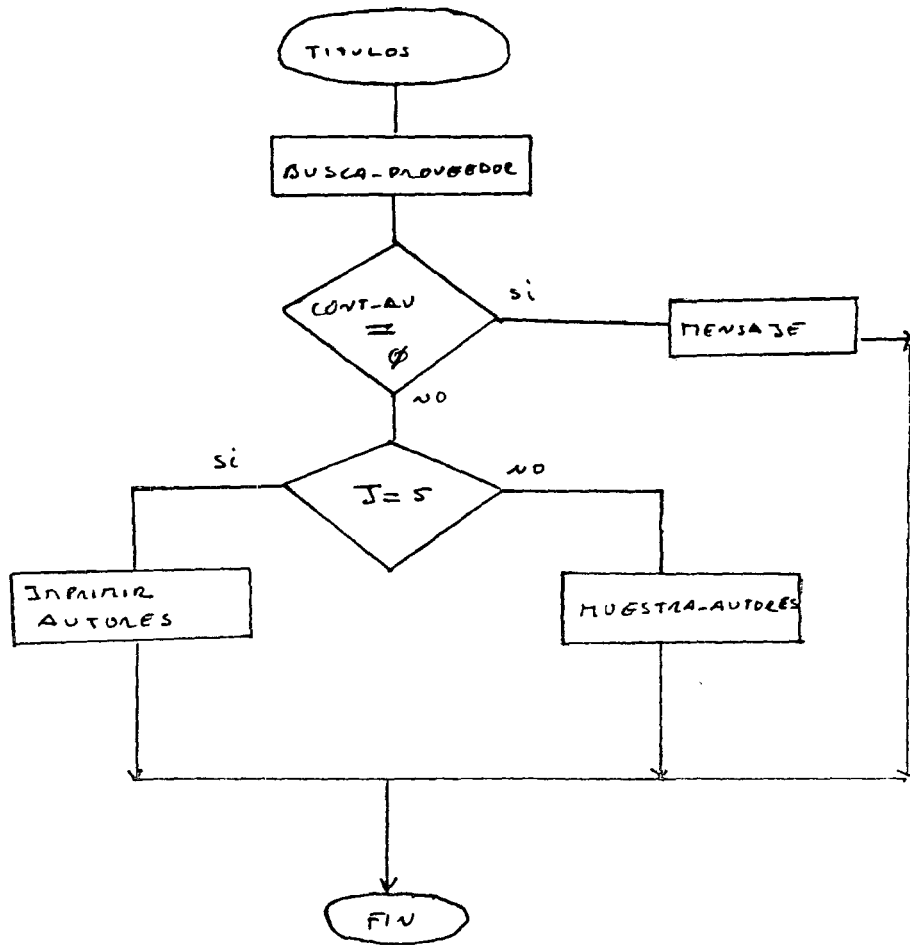 TITULOS
BUSCA-PROVEEDOR
CONT-AU
=
Ø
si
MENSAJE
NO
si
J=5
NO
IMPRIMIR
AUTORES
MUESTRA-AUTORES
FIN